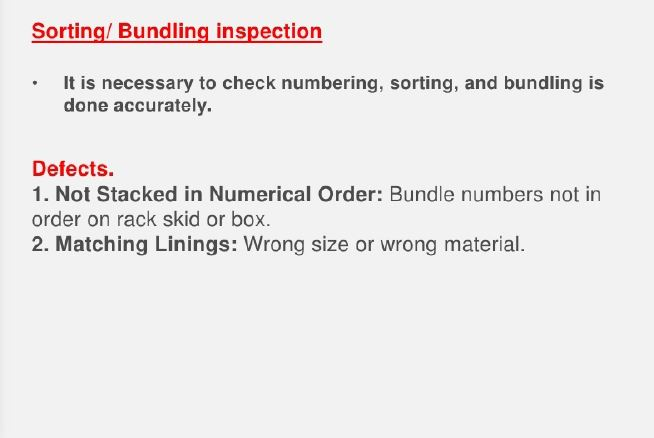 Sorting/ Bundling inspection
• It is necessary to check numbering, sorting, and bundling is
done accurately.
Defects.
1. Not Stacked in Numerical Order: Bundle numbers not in
order on rack skid or box.
2. Matching Linings: Wrong size or wrong material.